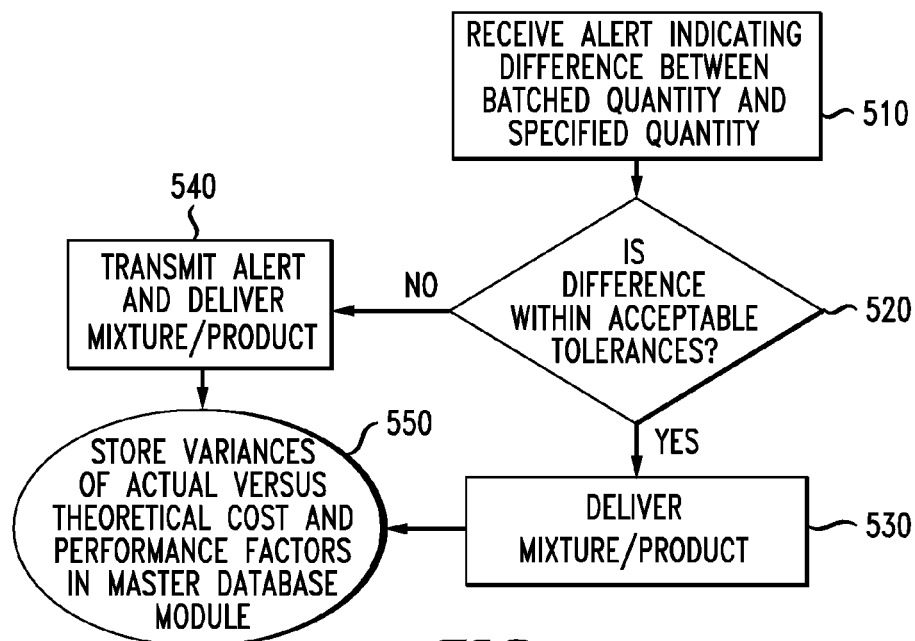 RECEIVE ALERT INDICATING
DIFFERENCE BETWEEN
BATCHED QUANTITY AND
SPECIFIED QUANTITY
510
540
TRANSMIT ALERT
AND DELIVER
MIXTURE/PRODUCT
NO
IS
DIFFERENCE
WITHIN ACCEPTABLE
TOLERANCES?
520
550
STORE VARIANCES
OF ACTUAL VERSUS
THEORETICAL COST AND
PERFORMANCE FACTORS
IN MASTER DATABASE
MODULE
YES
DELIVER
MIXTURE/PRODUCT
530